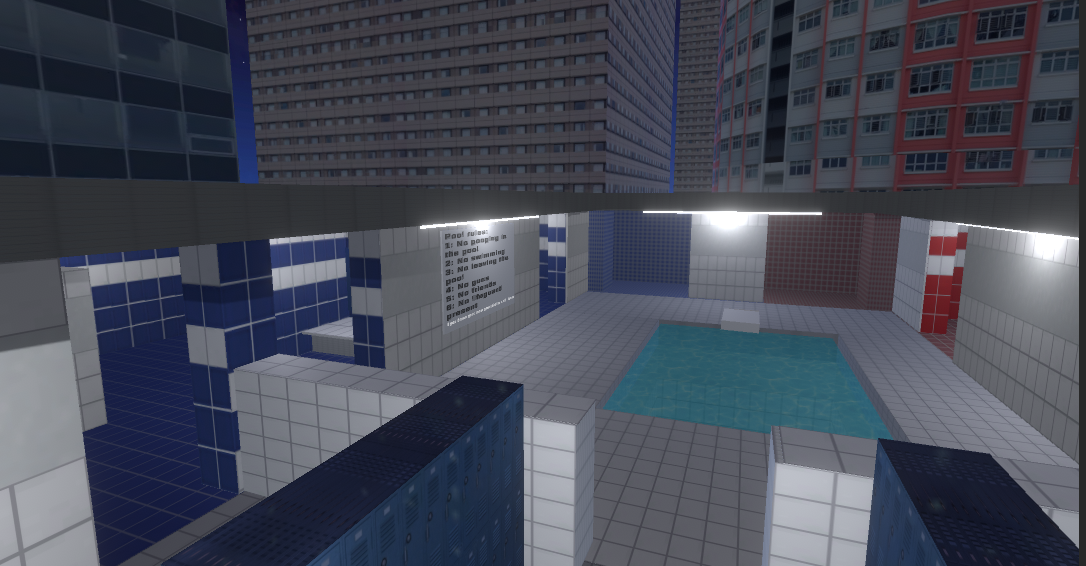 Pool rules:
1: No pooping in
the pool
2: No swimming
3: No leaving the
pool
4: No guns
5: No friends
6: No lifeguard
present